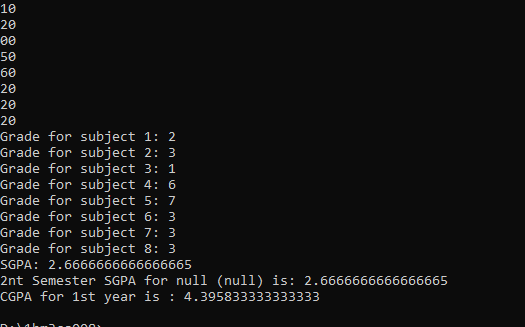 10
20
00
50
60
20
20
20
Grade for subject 1: 2
Grade for subject 2: 3
Grade for subject 3: 1
Grade for subject 4: 6
Grade for subject 5: 7
Grade for subject 6: 3
Grade for subject 7: 3
Grade for subject 8: 3
SGPA: 2.6666666666666665
2nt Semester SGPA for null (null) is: 2.6666666666666665
CGPA for 1st year is : 4.395833333333333